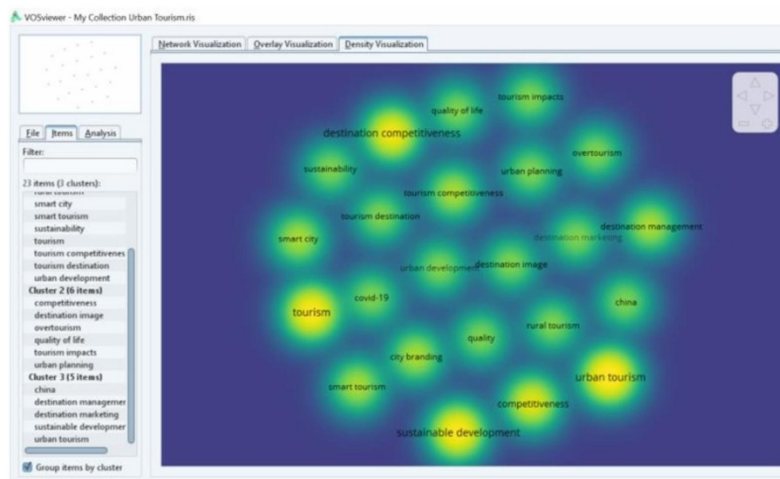 VOSviewer - My Collection Urban Tourism.ris
Network Visualization Overlay Visualization Density Visualization
File Items Analysis
Filter:
23 items (3 clusters):
smart city
smart tourism
sustainability
tourism
tourism competitivenes
tourism destination
urban development
Cluster 2 (6 items)
competitiveness
destination image
overtourism
quality of life
tourism impacts
urban planning
Cluster 3 (5 items)
china
destination managemer
destination marketing
sustainable developmer
urban tourism
Group items by cluster
tourism impacts
quality of life
destination competitiveness
overtourism
sustainability
urban planning
tourism competitiveness
tourism destination
destination management
smart city
destination marketing
urban development
destination image
covid-19
china
tourism
rural tourism
quality
city branding
urban tourism
smart tourism
competitiveness
sustainable development